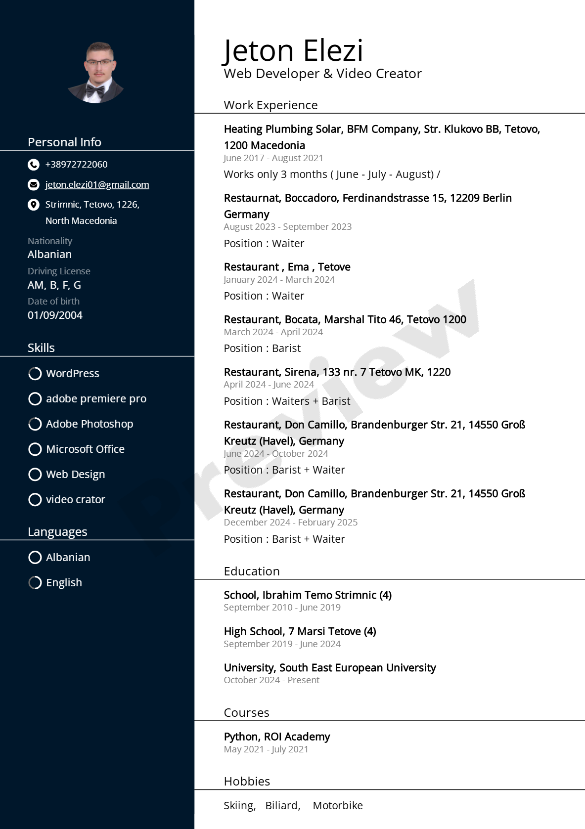 Jeton Elezi
Web Developer & Video Creator
Personal Info
+38972722060
jeton.elezi01@gmail.com
Strimnic, Tetovo, 1226,
North Macedonia
Nationality
Albanian
Driving License
AM, B, F, G
Date of birth
01/09/2004
Skills
WordPress
adobe premiere pro
Adobe Photoshop
Microsoft Office
Web Design
video crator
Languages
Albanian
English
Work Experience
Heating Plumbing Solar, BFM Company, Str. Klukovo BB, Tetovo,
1200 Macedonia
June 2017 - August 2021
Works only 3 months ( June - July - August) /
Restaurnat, Boccadoro, Ferdinandstrasse 15, 12209 Berlin
Germany
August 2023 - September 2023
Position : Waiter
Restaurant , Ema , Tetove
January 2024 - March 2024
Position : Waiter
Restaurant, Bocata, Marshal Tito 46, Tetovo 1200
March 2024 - April 2024
Position : Barist
Restaurant, Sirena, 133 nr. 7 Tetovo MK, 1220
April 2024 - June 2024
Position : Waiters + Barist
Restaurant, Don Camillo, Brandenburger Str. 21, 14550 Groß
Kreutz (Havel), Germany
June 2024 - October 2024
Position : Barist + Waiter
Restaurant, Don Camillo, Brandenburger Str. 21, 14550 Groß
Kreutz (Havel), Germany
December 2024 - February 2025
Position : Barist + Waiter
Education
School, Ibrahim Temo Strimnic (4)
September 2010 - June 2019
High School, 7 Marsi Tetove (4)
September 2019 - June 2024
University, South East European University
October 2024 - Present
Courses
Python, ROI Academy
May 2021 - July 2021
Hobbies
Skiing, Biliard, Motorbike
Preview